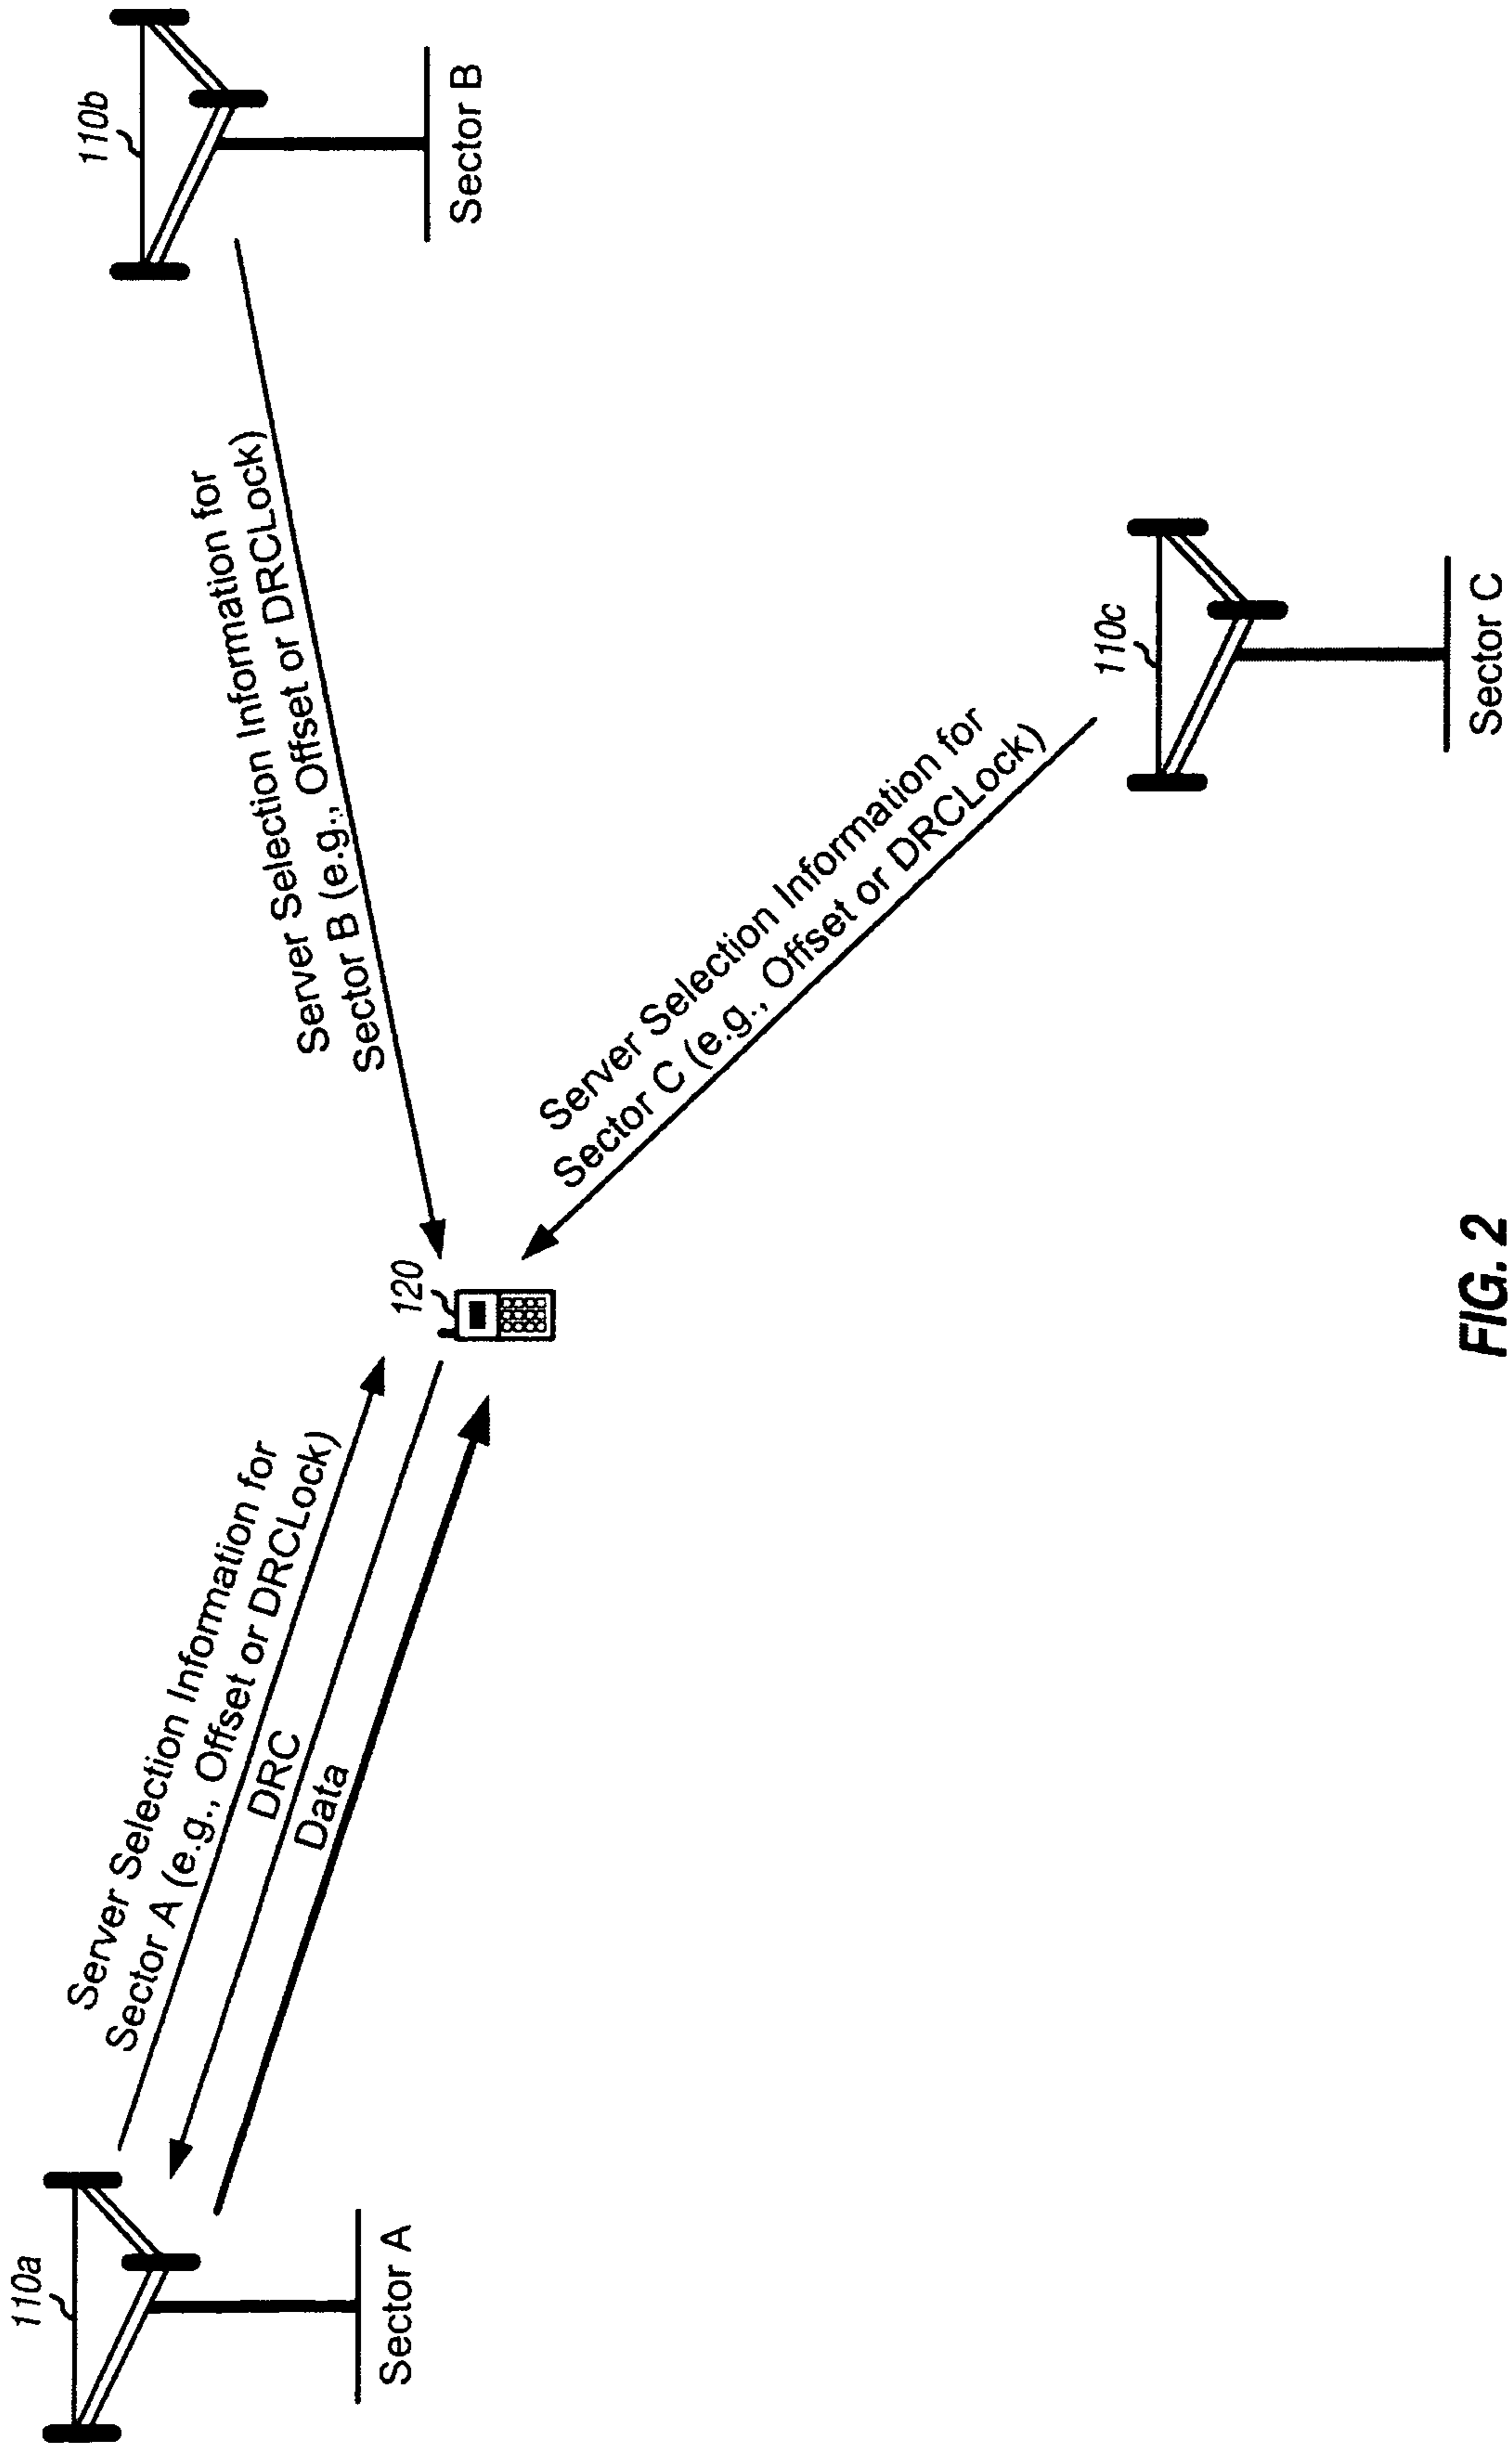 110a
Sector A
Server Selection Information for
Sector A (e.g., Offset or DRCLock)
DRC
Data
120
Server Selection Information for
Sector B (e.g., Offset or DRCLock)
110b
Sector B
Server Selection Information for
Sector C (e.g., Offset or DRCLock)
110c
Sector C
FIG. 2